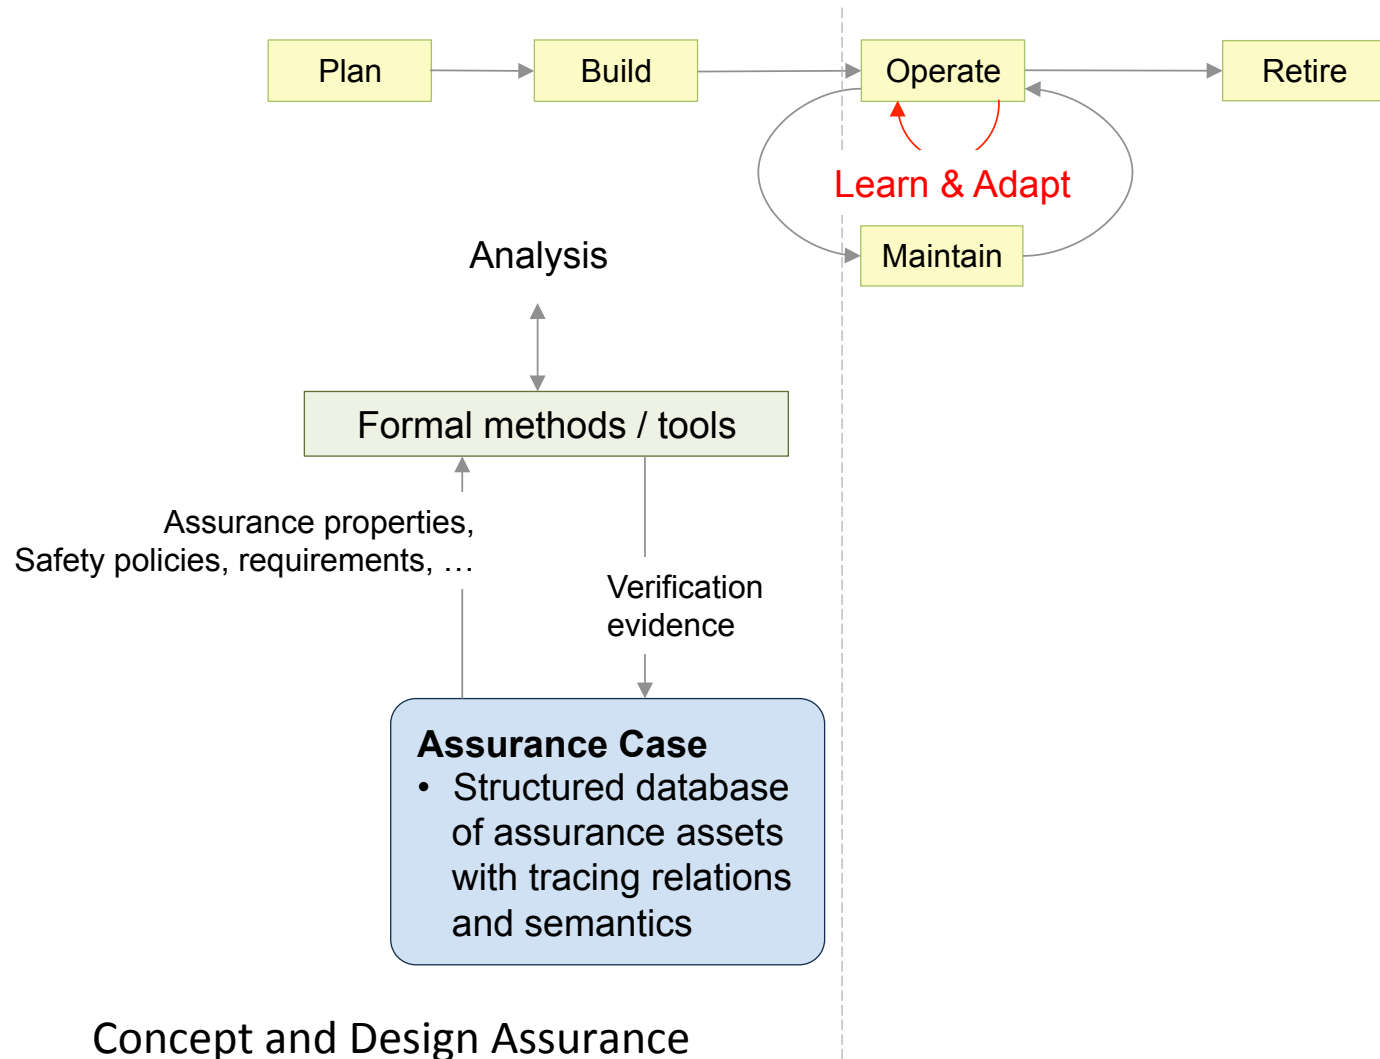 Plan
Build
Operate
Retire
Learn & Adapt
Maintain
Analysis
Formal methods / tools
Assurance properties,
Safety policies, requirements, …
Verification
evidence
Assurance Case
• Structured database
of assurance assets
with tracing relations
and semantics
Concept and Design Assurance